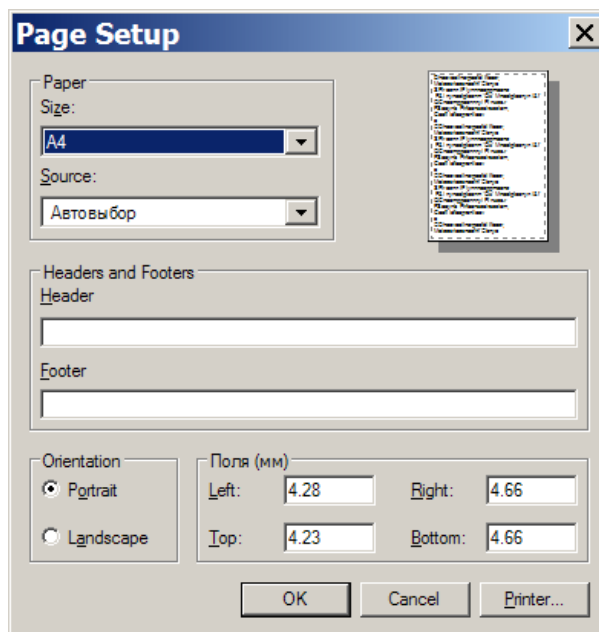 Page Setup
Paper
Size:
A4
Source:
Автовыбор
Headers and Footers
Header
Footer
Orientation
Portrait
Landscape
Поля (мм)
Left: 4.28 Right: 4.66
Top: 4.23 Bottom: 4.66
OK Cancel Printer...